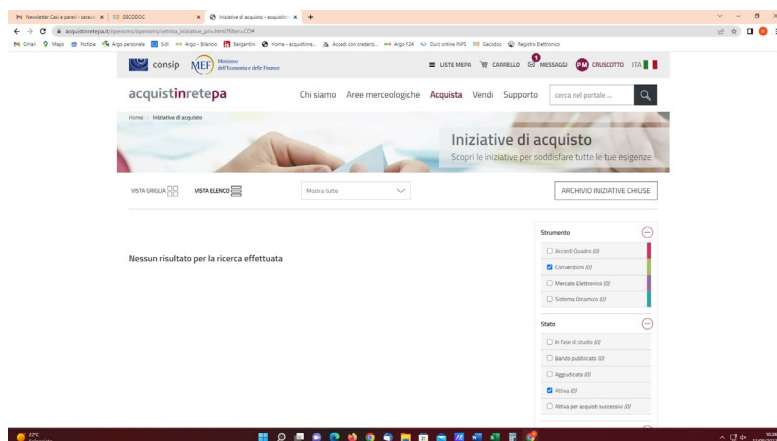 Newsletter Casi e pareri - sara.s
GECODOC
Iniziative di acquisto - acquistinr
acquistinretepa.it/opencms/opencms/vetrina_iniziative_priv.html?filter=CO#
Gmail
Maps
Notizie
Argo personale
Sidi
Argo - Bilancio
Bergantini
Home - acquistinre...
Accedi con credenz...
Argo F24
Durc online INPS
Gecodoc
Registro Elettronico
consip
MEF
Ministero
dell'Economia e delle Finanze
LISTE MEPA
CARRELLO
1
MESSAGGI
PM
CRUSCOTTO
ITA
acquistinretepa
Chi siamo
Aree merceologiche
Acquista
Vendi
Supporto
cerca nel portale ...
Home > Iniziative di acquisto
Iniziative di acquisto
Scopri le iniziative per soddisfare tutte le tue esigenze
VISTA GRIGLIA
VISTA ELENCO
Mostra tutte
ARCHIVIO INIZIATIVE CHIUSE
Nessun risultato per la ricerca effettuata
Strumento
Accordi Quadro (0)
Convenzioni (0)
Mercato Elettronico (0)
Sistema Dinamico (0)
Stato
In fase di studio (0)
Bando pubblicato (0)
Aggiudicata (0)
Attiva (0)
Attiva per acquisti successivi (0)
22°C